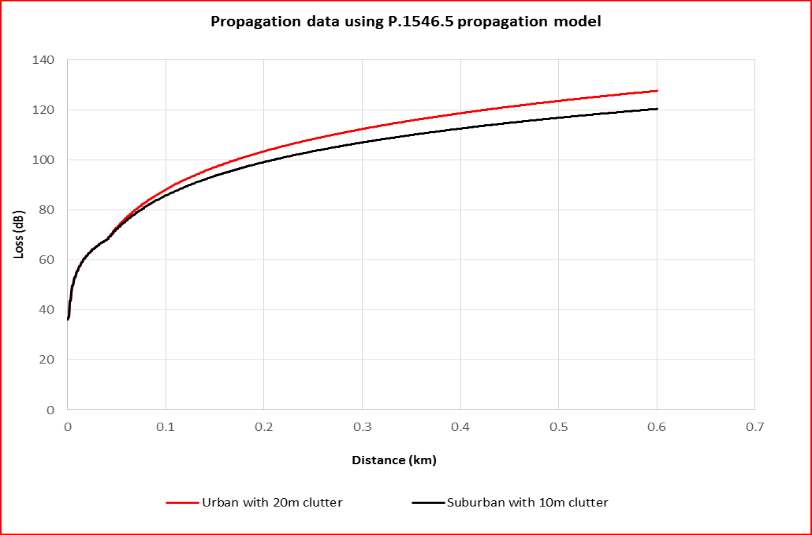 Propagation data using P.1546.5 propagation model
140
120
100
80
60
40
20
0
Loss (dB)
0 0.1 0.2 0.3 0.4 0.5 0.6 0.7
Distance (km)
Urban with 20m clutter Suburban with 10m clutter